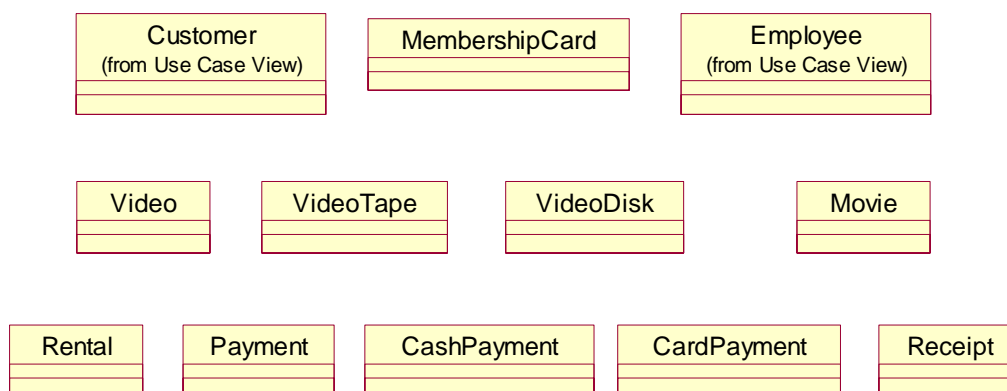 Customer
(from Use Case View)
MembershipCard
Employee
(from Use Case View)
Video
VideoTape
VideoDisk
Movie
Rental
Payment
CashPayment
CardPayment
Receipt